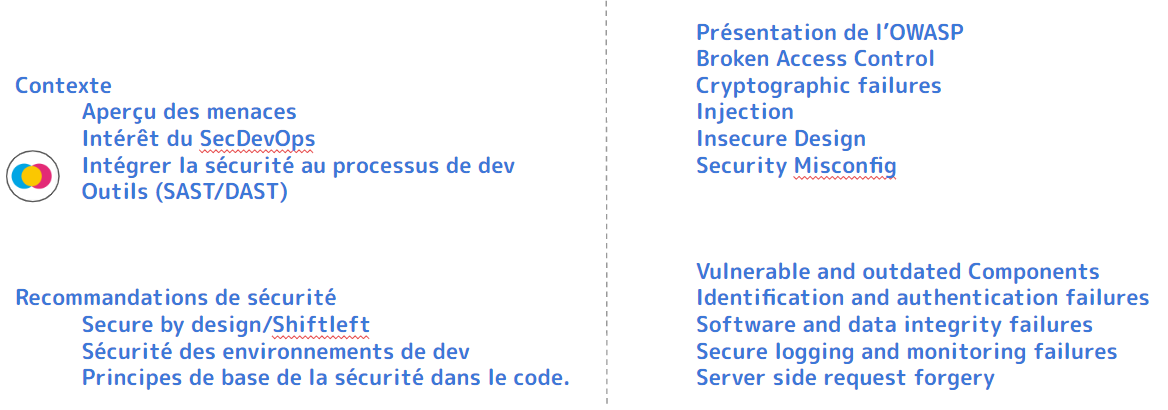 Contexte
Aperçu des menaces
Intérêt du SecDevOps
Intégrer la sécurité au processus de dev
Outils (SAST/DAST)
Recommandations de sécurité
Secure by design/Shiftleft
Sécurité des environnements de dev
Principes de base de la sécurité dans le code.
Présentation de l’OWASP
Broken Access Control
Cryptographic failures
Injection
Insecure Design
Security Misconfig
Vulnerable and outdated Components
Identification and authentication failures
Software and data integrity failures
Secure logging and monitoring failures
Server side request forgery